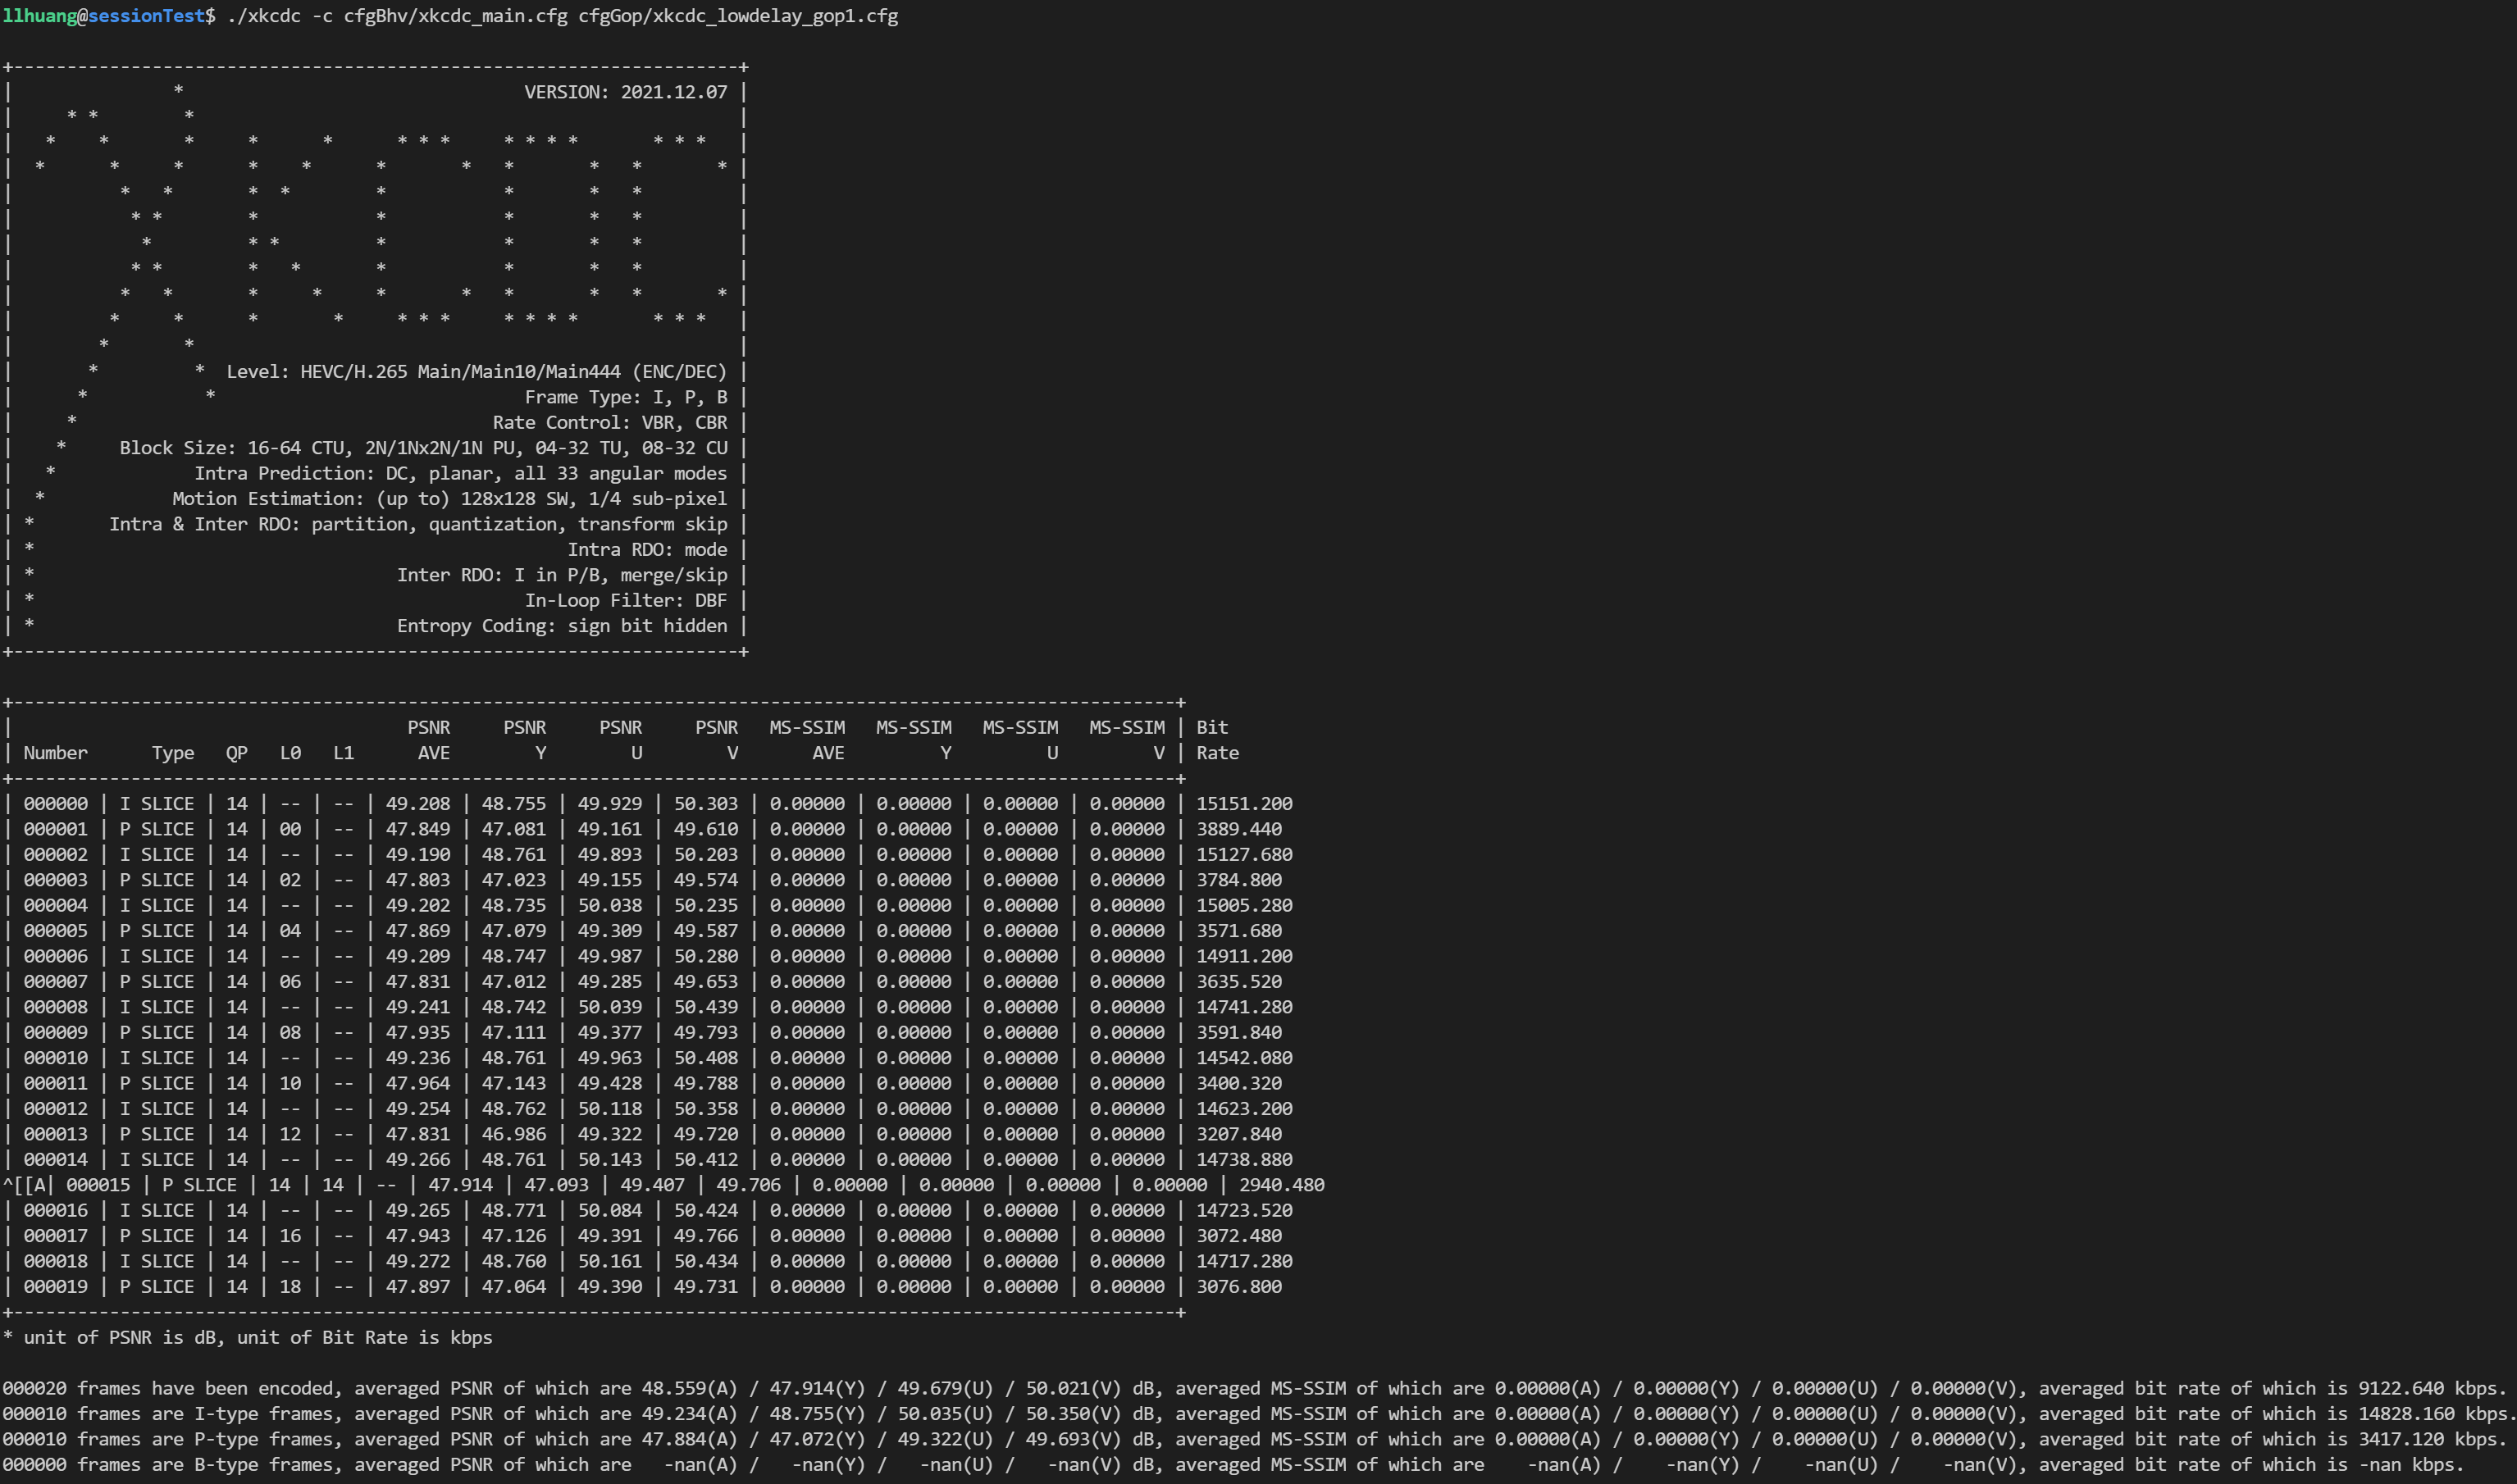 llhuang@sessionTest$ ./xkcdc -c cfgBhv/xkcdc_main.cfg cfgGop/xkcdc_lowdelay_gop1.cfg
+--------------------------------------------------------------------+
|               *                                VERSION: 2021.12.07 |
|     * *        *                                                   |
|   *    *       *     *      *      * * *     * * * *       * * *   |
|  *      *     *      *    *      *       *   *       *   *       * |
|          *   *       *  *        *           *       *   *         |
|           * *        *           *           *       *   *         |
|            *         * *         *           *       *   *         |
|           * *        *   *       *           *       *   *         |
|          *   *       *     *     *       *   *       *   *       * |
|         *     *      *       *     * * *     * * * *       * * *   |
|        *       *                                                   |
|       *         *  Level: HEVC/H.265 Main/Main10/Main444 (ENC/DEC) |
|      *           *                             Frame Type: I, P, B |
|     *                                       Rate Control: VBR, CBR |
|    *     Block Size: 16-64 CTU, 2N/1Nx2N/1N PU, 04-32 TU, 08-32 CU |
|   *             Intra Prediction: DC, planar, all 33 angular modes |
|  *            Motion Estimation: (up to) 128x128 SW, 1/4 sub-pixel |
| *       Intra & Inter RDO: partition, quantization, transform skip |
| *                                                  Intra RDO: mode |
| *                                  Inter RDO: I in P/B, merge/skip |
| *                                              In-Loop Filter: DBF |
| *                                  Entropy Coding: sign bit hidden |
+--------------------------------------------------------------------+
+-------------------------------------------------------------------------------------------------------------+
|                                     PSNR     PSNR     PSNR     PSNR   MS-SSIM   MS-SSIM   MS-SSIM   MS-SSIM | Bit
| Number      Type   QP   L0   L1      AVE        Y        U        V       AVE         Y         U         V | Rate
+-------------------------------------------------------------------------------------------------------------+
| 000000 | I SLICE | 14 | -- | -- | 49.208 | 48.755 | 49.929 | 50.303 | 0.00000 | 0.00000 | 0.00000 | 0.00000 | 15151.200
| 000001 | P SLICE | 14 | 00 | -- | 47.849 | 47.081 | 49.161 | 49.610 | 0.00000 | 0.00000 | 0.00000 | 0.00000 | 3889.440
| 000002 | I SLICE | 14 | -- | -- | 49.190 | 48.761 | 49.893 | 50.203 | 0.00000 | 0.00000 | 0.00000 | 0.00000 | 15127.680
| 000003 | P SLICE | 14 | 02 | -- | 47.803 | 47.023 | 49.155 | 49.574 | 0.00000 | 0.00000 | 0.00000 | 0.00000 | 3784.800
| 000004 | I SLICE | 14 | -- | -- | 49.202 | 48.735 | 50.038 | 50.235 | 0.00000 | 0.00000 | 0.00000 | 0.00000 | 15005.280
| 000005 | P SLICE | 14 | 04 | -- | 47.869 | 47.079 | 49.309 | 49.587 | 0.00000 | 0.00000 | 0.00000 | 0.00000 | 3571.680
| 000006 | I SLICE | 14 | -- | -- | 49.209 | 48.747 | 49.987 | 50.280 | 0.00000 | 0.00000 | 0.00000 | 0.00000 | 14911.200
| 000007 | P SLICE | 14 | 06 | -- | 47.831 | 47.012 | 49.285 | 49.653 | 0.00000 | 0.00000 | 0.00000 | 0.00000 | 3635.520
| 000008 | I SLICE | 14 | -- | -- | 49.241 | 48.742 | 50.039 | 50.439 | 0.00000 | 0.00000 | 0.00000 | 0.00000 | 14741.280
| 000009 | P SLICE | 14 | 08 | -- | 47.935 | 47.111 | 49.377 | 49.793 | 0.00000 | 0.00000 | 0.00000 | 0.00000 | 3591.840
| 000010 | I SLICE | 14 | -- | -- | 49.236 | 48.761 | 49.963 | 50.408 | 0.00000 | 0.00000 | 0.00000 | 0.00000 | 14542.080
| 000011 | P SLICE | 14 | 10 | -- | 47.964 | 47.143 | 49.428 | 49.788 | 0.00000 | 0.00000 | 0.00000 | 0.00000 | 3400.320
| 000012 | I SLICE | 14 | -- | -- | 49.254 | 48.762 | 50.118 | 50.358 | 0.00000 | 0.00000 | 0.00000 | 0.00000 | 14623.200
| 000013 | P SLICE | 14 | 12 | -- | 47.831 | 46.986 | 49.322 | 49.720 | 0.00000 | 0.00000 | 0.00000 | 0.00000 | 3207.840
| 000014 | I SLICE | 14 | -- | -- | 49.266 | 48.761 | 50.143 | 50.412 | 0.00000 | 0.00000 | 0.00000 | 0.00000 | 14738.880
^[[A| 000015 | P SLICE | 14 | 14 | -- | 47.914 | 47.093 | 49.407 | 49.706 | 0.00000 | 0.00000 | 0.00000 | 0.00000 | 2940.480
| 000016 | I SLICE | 14 | -- | -- | 49.265 | 48.771 | 50.084 | 50.424 | 0.00000 | 0.00000 | 0.00000 | 0.00000 | 14723.520
| 000017 | P SLICE | 14 | 16 | -- | 47.943 | 47.126 | 49.391 | 49.766 | 0.00000 | 0.00000 | 0.00000 | 0.00000 | 3072.480
| 000018 | I SLICE | 14 | -- | -- | 49.272 | 48.760 | 50.161 | 50.434 | 0.00000 | 0.00000 | 0.00000 | 0.00000 | 14717.280
| 000019 | P SLICE | 14 | 18 | -- | 47.897 | 47.064 | 49.390 | 49.731 | 0.00000 | 0.00000 | 0.00000 | 0.00000 | 3076.800
+-------------------------------------------------------------------------------------------------------------+
* unit of PSNR is dB, unit of Bit Rate is kbps
000020 frames have been encoded, averaged PSNR of which are 48.559(A) / 47.914(Y) / 49.679(U) / 50.021(V) dB, averaged MS-SSIM of which are 0.00000(A) / 0.00000(Y) / 0.00000(U) / 0.00000(V), averaged bit rate of which is 9122.640 kbps.
000010 frames are I-type frames, averaged PSNR of which are 49.234(A) / 48.755(Y) / 50.035(U) / 50.350(V) dB, averaged MS-SSIM of which are 0.00000(A) / 0.00000(Y) / 0.00000(U) / 0.00000(V), averaged bit rate of which is 14828.160 kbps.
000010 frames are P-type frames, averaged PSNR of which are 47.884(A) / 47.072(Y) / 49.322(U) / 49.693(V) dB, averaged MS-SSIM of which are 0.00000(A) / 0.00000(Y) / 0.00000(U) / 0.00000(V), averaged bit rate of which is 3417.120 kbps.
000000 frames are B-type frames, averaged PSNR of which are   -nan(A) /   -nan(Y) /   -nan(U) /   -nan(V) dB, averaged MS-SSIM of which are    -nan(A) /    -nan(Y) /    -nan(U) /    -nan(V), averaged bit rate of which is -nan kbps.